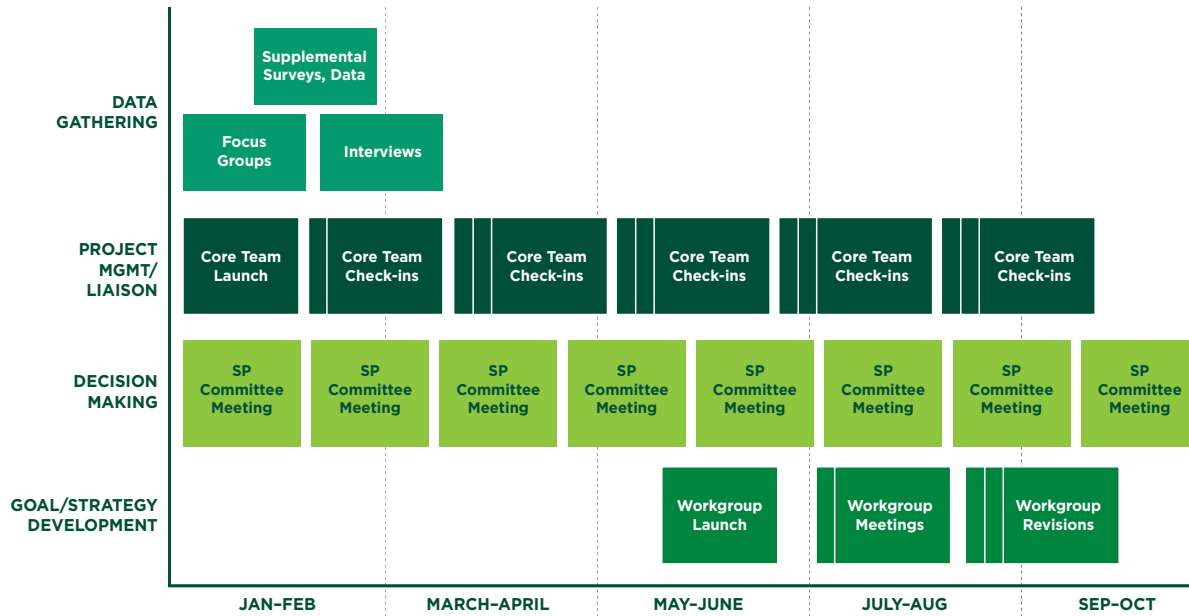 DATA
GATHERING
Supplemental
Surveys, Data
Focus
Groups
Interviews
PROJECT
MGMT/
LIAISON
Core Team
Launch
Core Team
Check-ins
Core Team
Check-ins
Core Team
Check-ins
Core Team
Check-ins
Core Team
Check-ins
DECISION
MAKING
SP
Committee
Meeting
SP
Committee
Meeting
SP
Committee
Meeting
SP
Committee
Meeting
SP
Committee
Meeting
SP
Committee
Meeting
SP
Committee
Meeting
SP
Committee
Meeting
GOAL/STRATEGY
DEVELOPMENT
Workgroup
Launch
Workgroup
Meetings
Workgroup
Revisions
JAN–FEB
MARCH–APRIL
MAY–JUNE
JULY–AUG
SEP–OCT